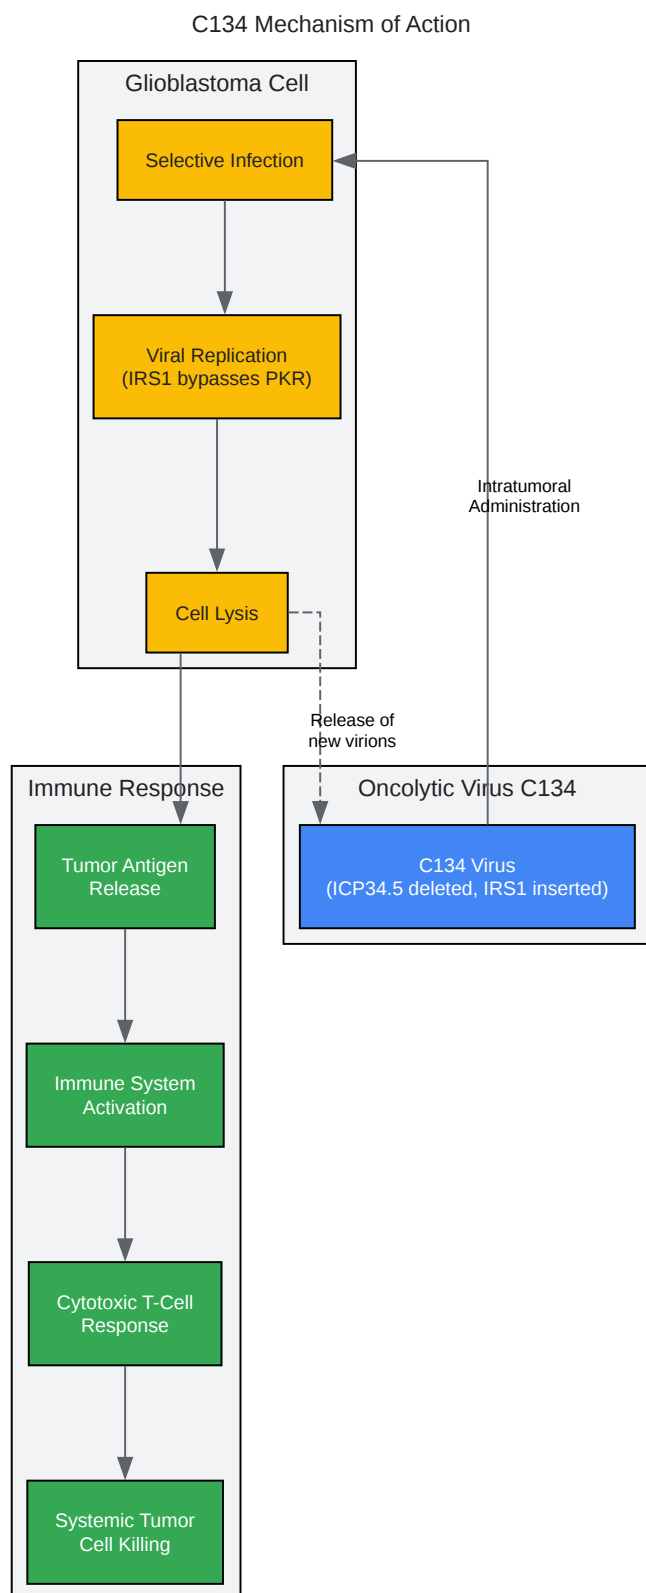 C134 Mechanism of Action
Glioblastoma Cell
Selective Infection
Viral Replication
(IRS1 bypasses PKR)
Intratumoral
Administration
Cell Lysis
Release of
new virions
Immune Response
Tumor Antigen
Release
Immune System
Activation
Cytotoxic T-Cell
Response
Systemic Tumor
Cell Killing
Oncolytic Virus C134
C134 Virus
(ICP34.5 deleted, IRS1 inserted)